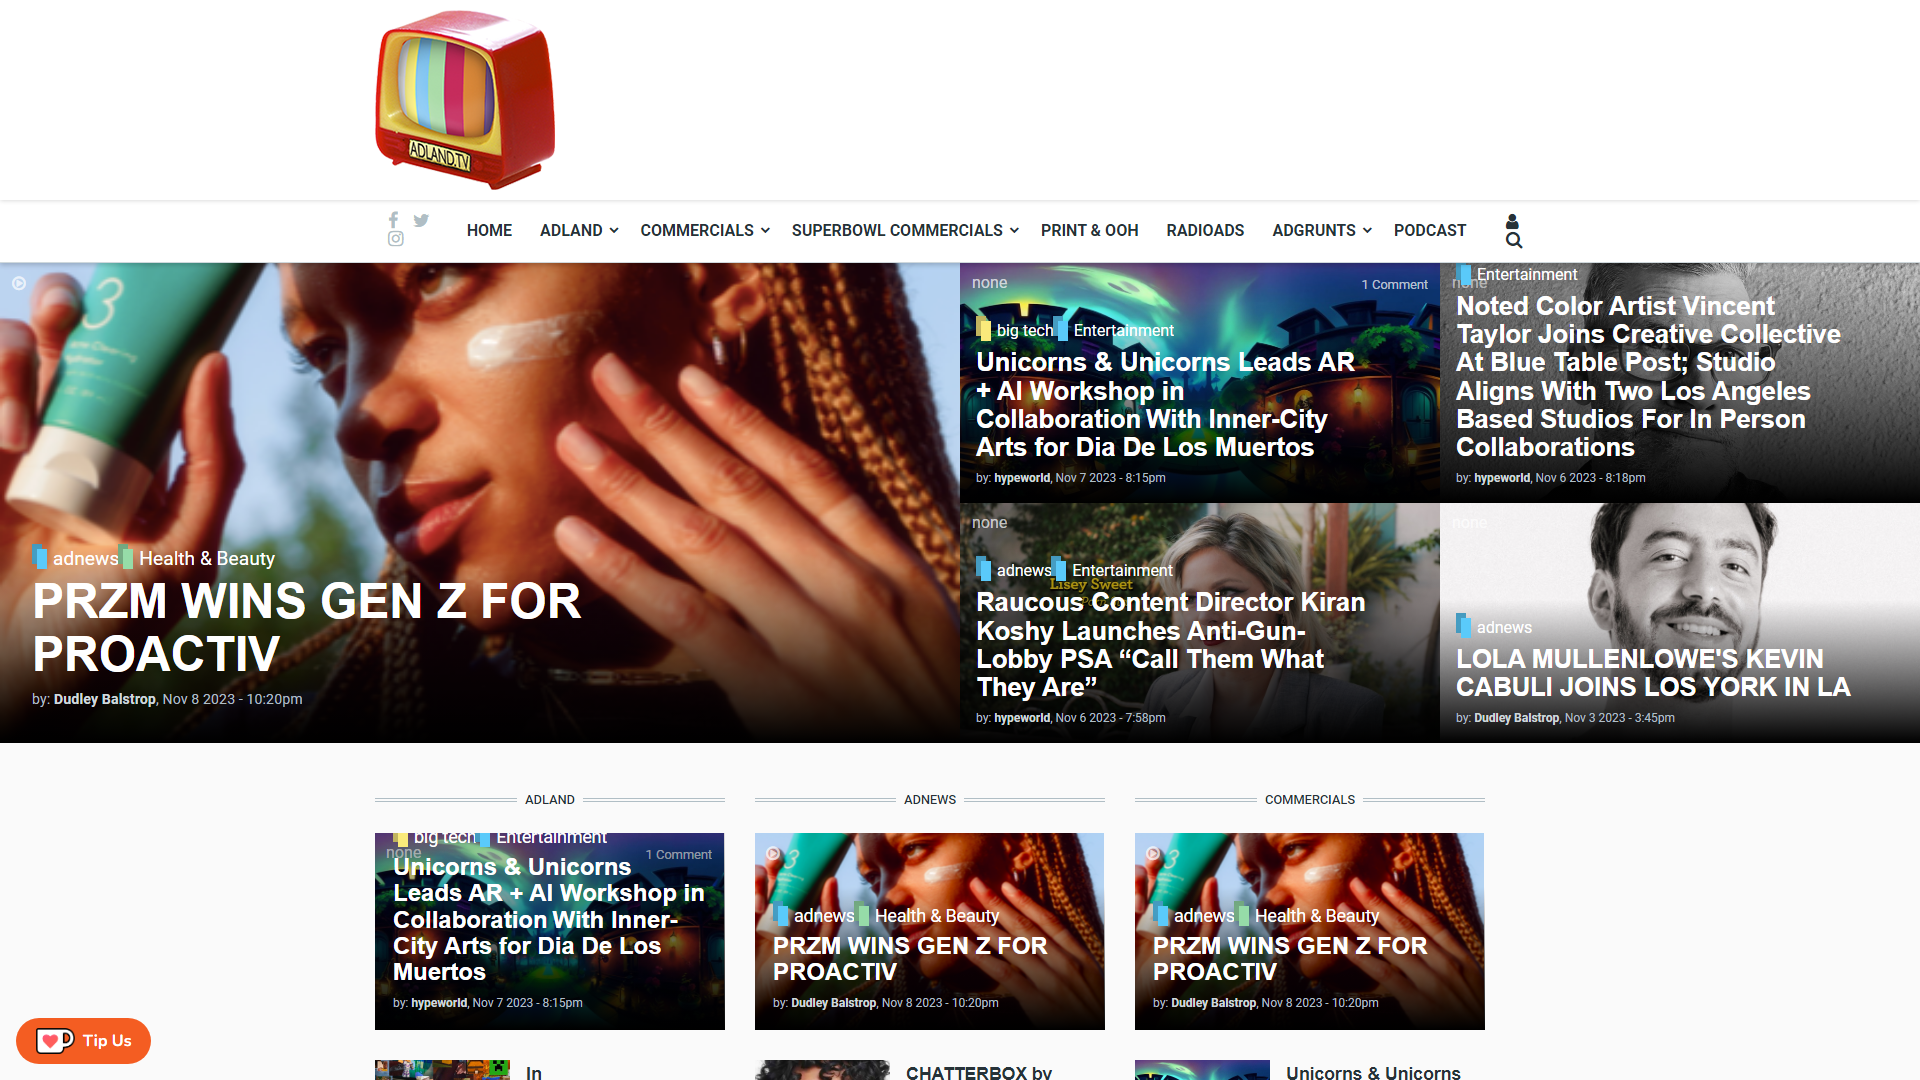 ADLAND.TV
HOME
ADLAND
COMMERCIALS
SUPERBOWL COMMERCIALS
PRINT & OOH
RADIOADS
ADGRUNTS
PODCAST
3
adnews Health & Beauty
PRZM WINS GEN Z FOR
PROACTIV
by: Dudley Balstrop, Nov 8 2023 - 10:20pm
none
1 Comment
big tech Entertainment
Unicorns & Unicorns Leads AR
+ AI Workshop in
Collaboration With Inner-City
Arts for Dia De Los Muertos
by: hypeworld, Nov 7 2023 - 8:15pm
none
Entertainment
Noted Color Artist Vincent
Taylor Joins Creative Collective
At Blue Table Post; Studio
Aligns With Two Los Angeles
Based Studios For In Person
Collaborations
by: hypeworld, Nov 6 2023 - 8:18pm
none
adnews Entertainment
Lisey Sweet
Raucous Content Director Kiran
Koshy Launches Anti-Gun-
Lobby PSA “Call Them What
They Are”
by: hypeworld, Nov 6 2023 - 7:58pm
none
adnews
LOLA MULLENLOWE'S KEVIN
CABULI JOINS LOS YORK IN LA
by: Dudley Balstrop, Nov 3 2023 - 3:45pm
ADLAND
big tech Entertainment
none
1 Comment
Unicorns & Unicorns
Leads AR + AI Workshop in
Collaboration With Inner-
City Arts for Dia De Los
Muertos
by: hypeworld, Nov 7 2023 - 8:15pm
In
ADNEWS
3
adnews Health & Beauty
PRZM WINS GEN Z FOR
PROACTIV
by: Dudley Balstrop, Nov 8 2023 - 10:20pm
CHATTERBOX by
COMMERCIALS
3
adnews Health & Beauty
PRZM WINS GEN Z FOR
PROACTIV
by: Dudley Balstrop, Nov 8 2023 - 10:20pm
Unicorns & Unicorns
Tip Us